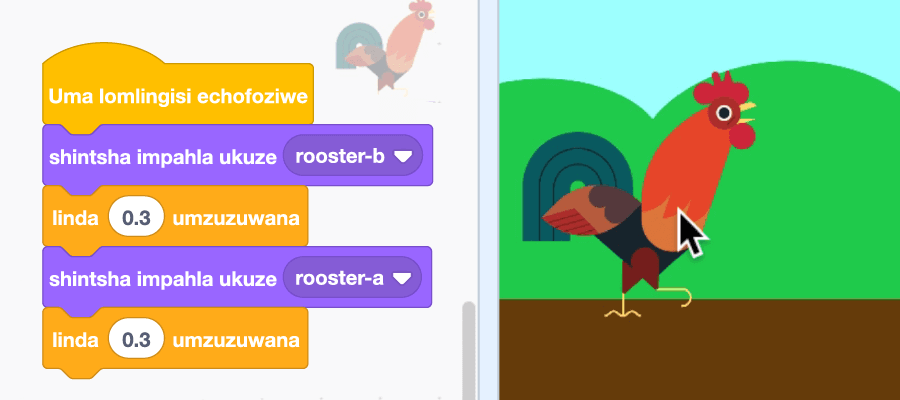 Uma lomlingisi echofoziwe
shintsha impahla ukuze rooster-b
linda 0.3 umzuzuwana
shintsha impahla ukuze rooster-a
linda 0.3 umzuzuwana